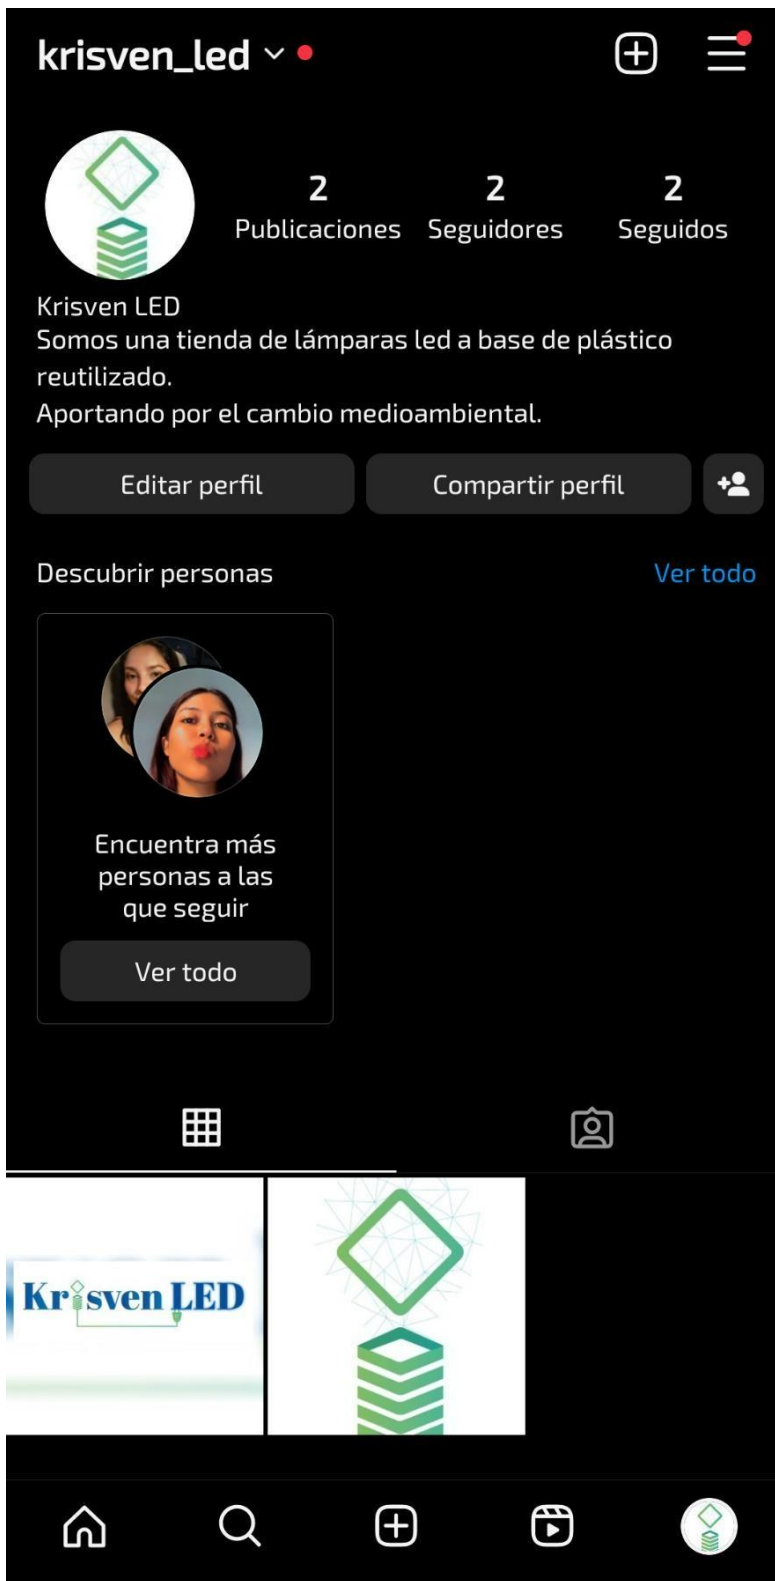 krisven_led
2 2 2
Publicaciones Seguidores Seguidos
Krisven LED
Somos una tienda de lámparas led a base de plástico
reutilizado.
Aportando por el cambio medioambiental.
Editar perfil Compartir perfil
Descubrir personas Ver todo
Encuentra más
personas a las
que seguir
Ver todo
Krisven LED